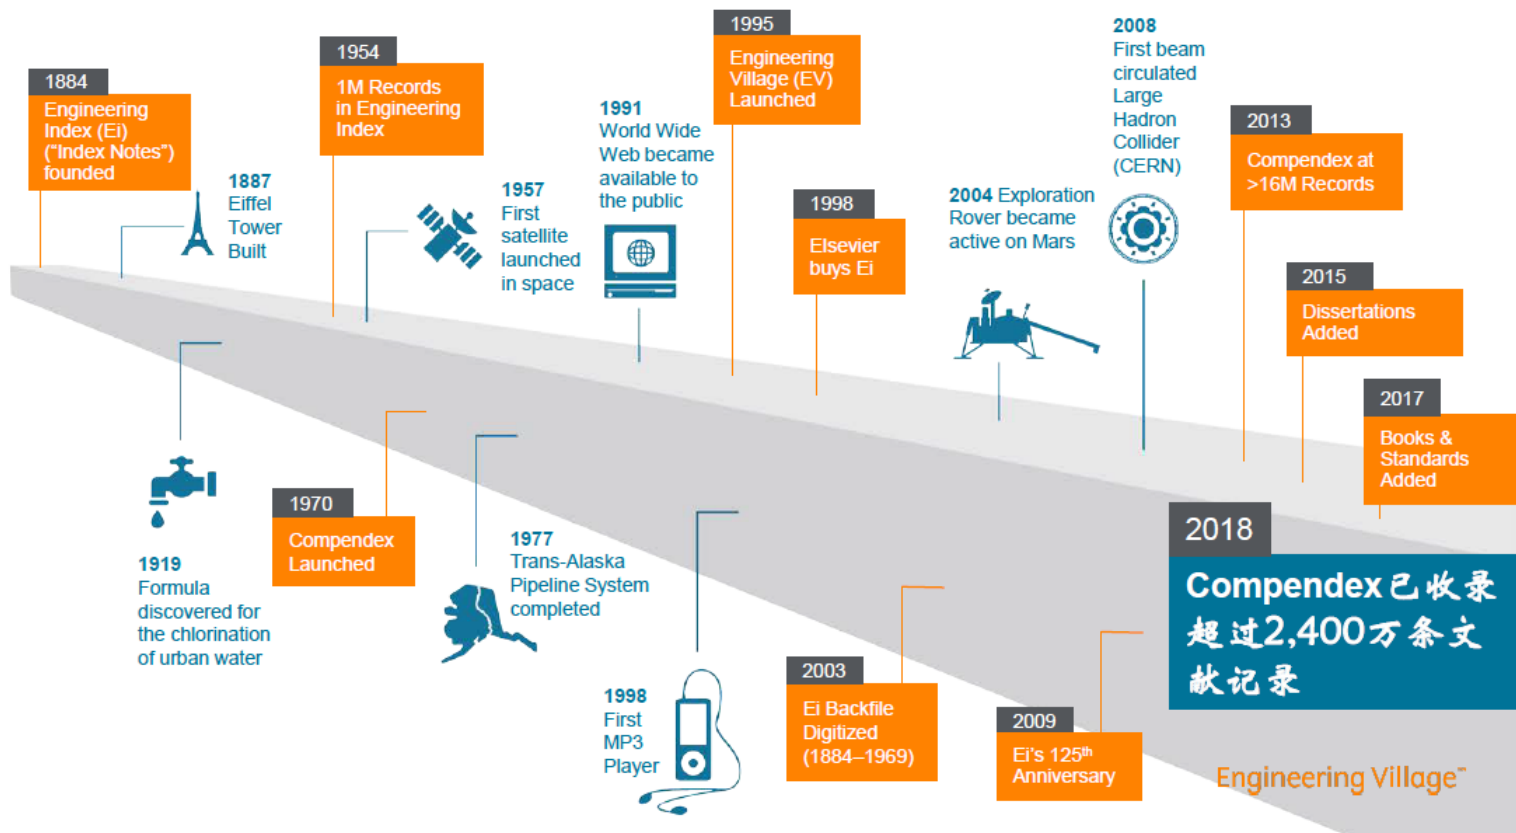 1884
Engineering
Index (Ei)
(“Index Notes”)
founded
1887
Eiffel
Tower
Built
1954
1M Records
in Engineering
Index
1957
First
satellite
launched
in space
1991
World Wide
Web became
available to
the public
1995
Engineering
Village (EV)
Launched
1998
Elsevier
buys Ei
2004 Exploration
Rover became
active on Mars
2008
First beam
circulated
Large
Hadron
Collider
(CERN)
2013
Compendex at
>16M Records
2015
Dissertations
Added
2017
Books &
Standards
Added
1919
Formula
discovered for
the chlorination
of urban water
1970
Compendex
Launched
1977
Trans-Alaska
Pipeline System
completed
1998
First
MP3
Player
2003
Ei Backfile
Digitized
(1884–1969)
2009
Ei’s 125th
Anniversary
2018
Compendex已收录
超过2,400万条文
献记录
Engineering Village™